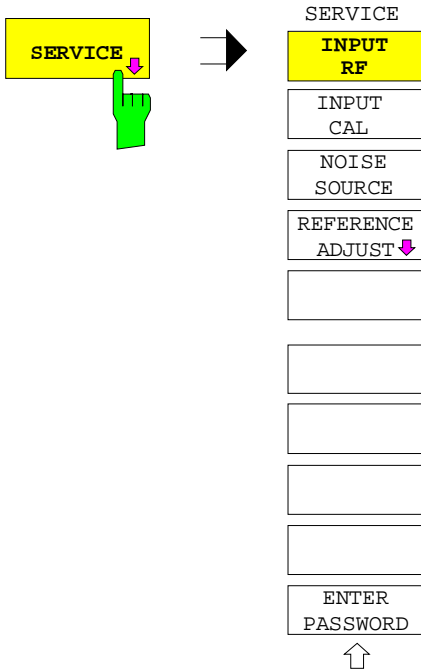 SERVICE
SERVICE
INPUT
RF
INPUT
CAL
NOISE
SOURCE
REFERENCE
ADJUST
ENTER
PASSWORD